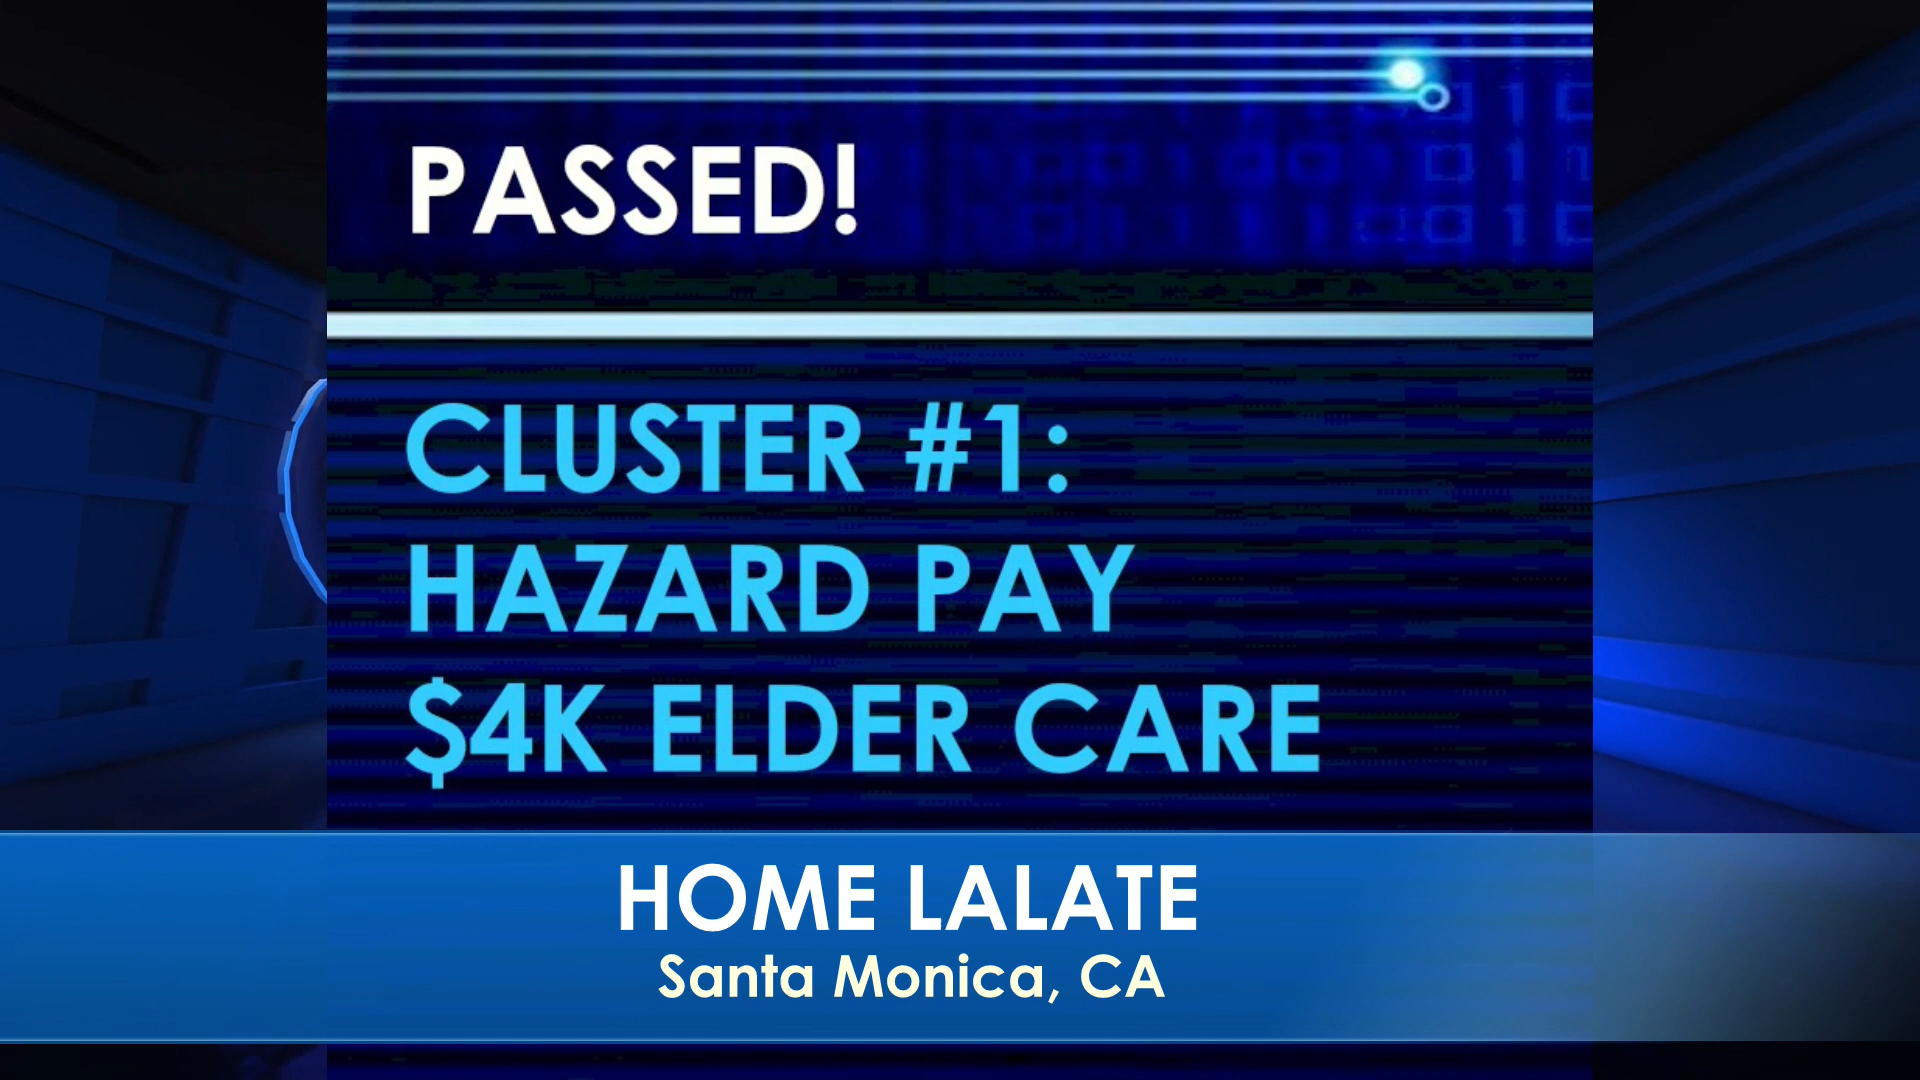 PASSED!
CLUSTER #1:
HAZARD PAY
$4K ELDER CARE
HOME LALATE
Santa Monica, CA